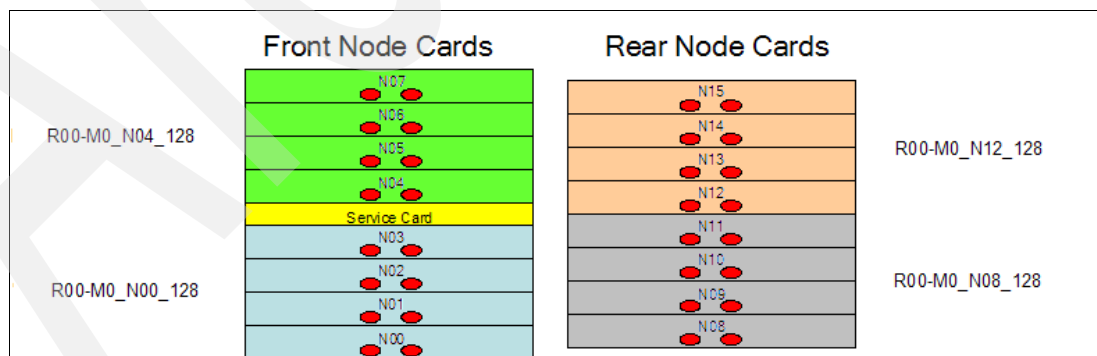 Front Node Cards
Rear Node Cards
N07
N06
N05
N04
Service Card
N03
N02
N01
N00
R00-M0_N04_128
R00-M0_N00_128
N15
N14
N13
N12
N11
N10
N09
N08
R00-M0_N12_128
R00-M0_N08_128